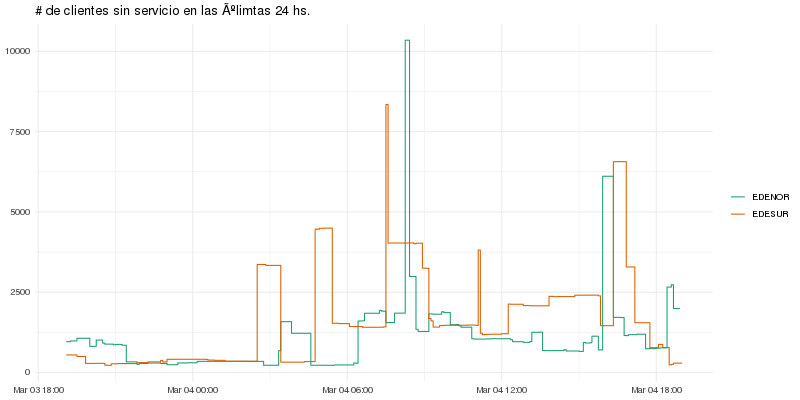 # de clientes sin servicio en las Ãºlimtas 24 hs.
10000
7500
5000
2500
0
Mar 03 18:00
Mar 04 00:00
Mar 04 06:00
Mar 04 12:00
Mar 04 18:00
EDENOR
EDESUR